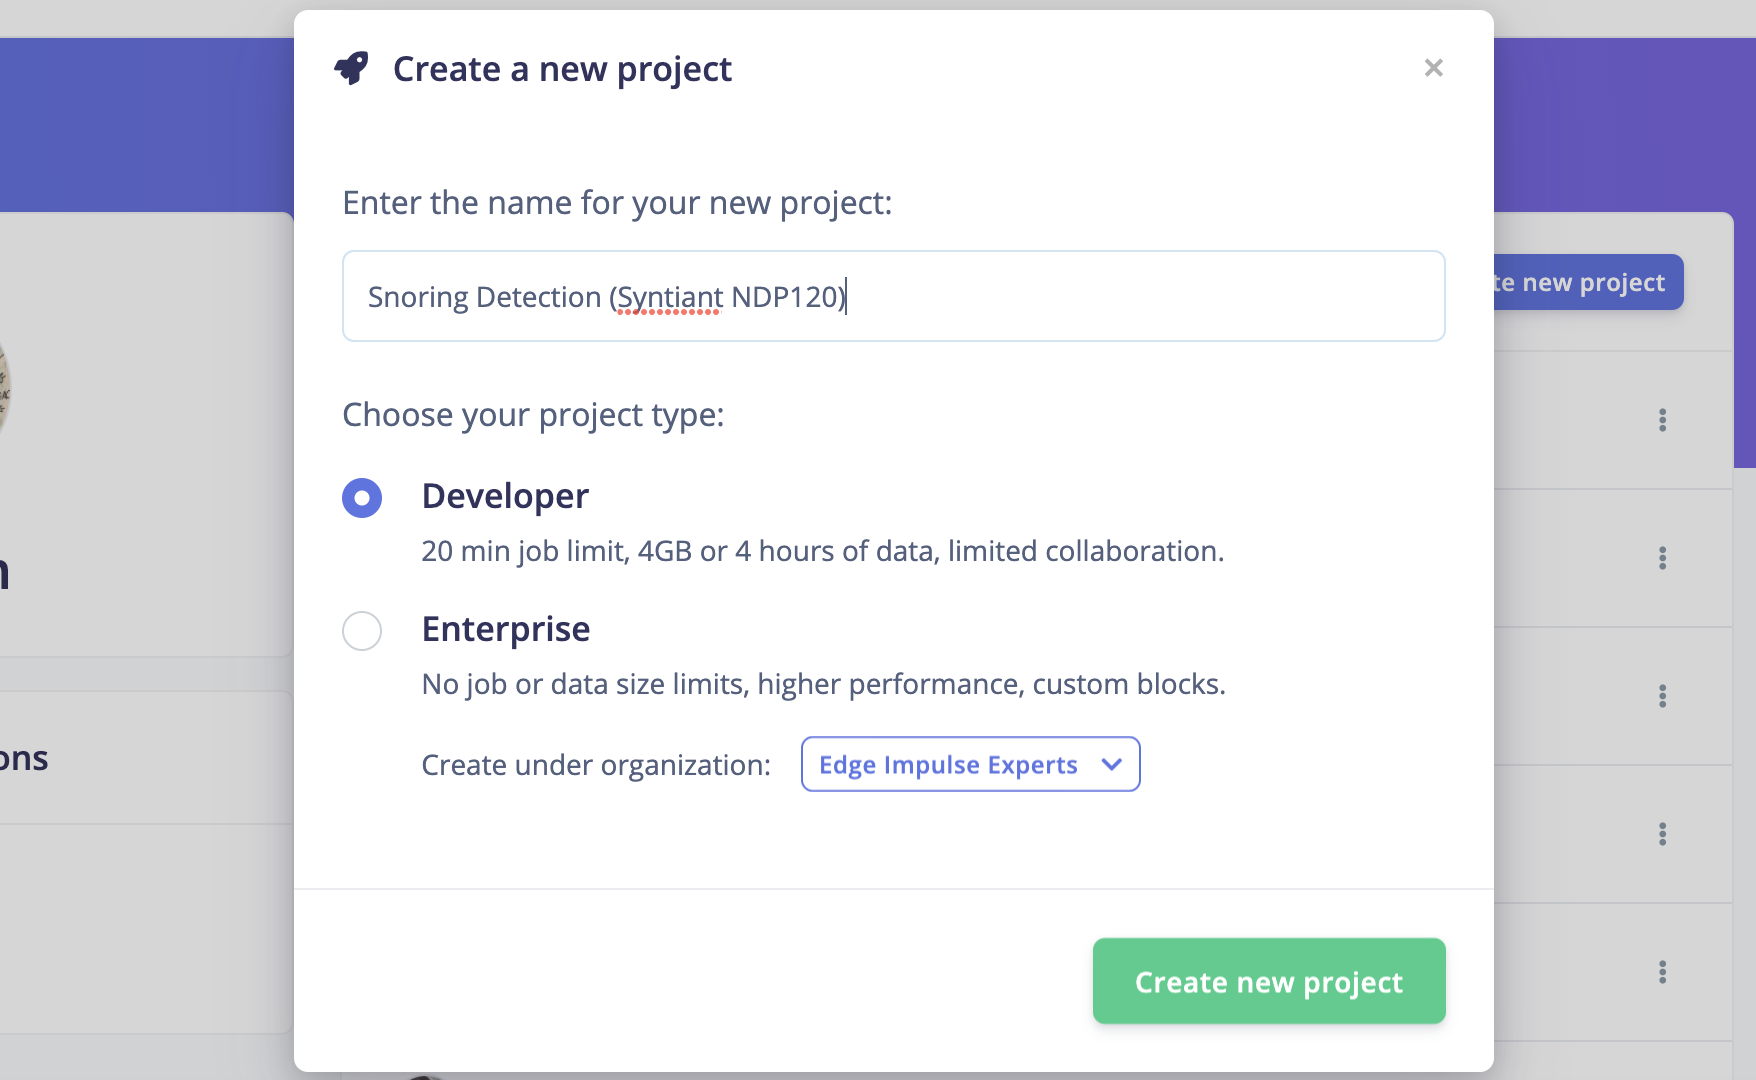 Create a new project
Enter the name for your new project:
Snoring Detection (Syntiant NDP120)
Choose your project type:
Developer
20 min job limit, 4GB or 4 hours of data, limited collaboration.
Enterprise
No job or data size limits, higher performance, custom blocks.
Create under organization: Edge Impulse Experts
Create new project
te new project
ons